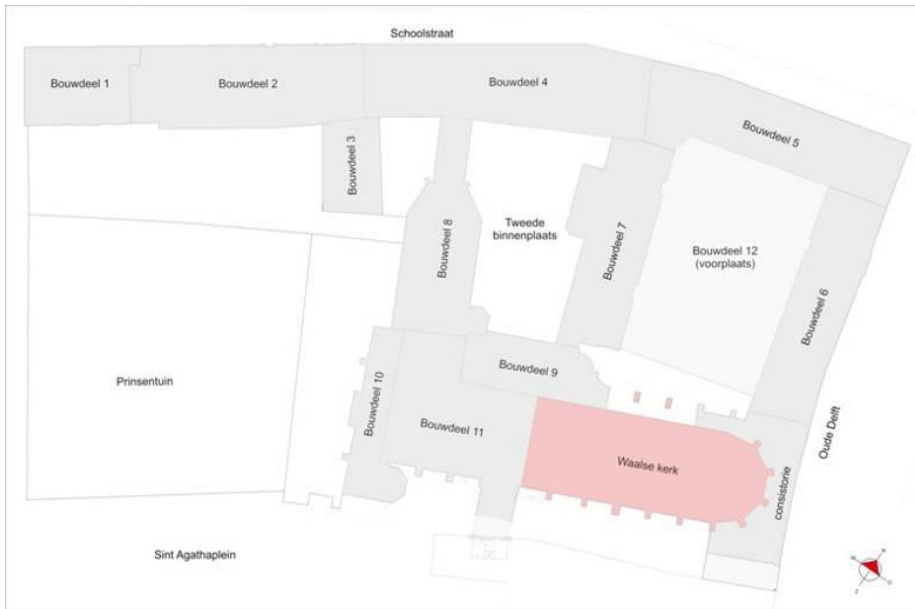 Schoolstraat
Bouwdeel 1
Bouwdeel 2
Bouwdeel 4
Bouwdeel 5
Bouwdeel 3
Bouwdeel 8
Tweede
binnenplaats
Bouwdeel 7
Bouwdeel 12
(voorplaats)
Bouwdeel 6
Prinsentuin
Bouwdeel 10
Bouwdeel 9
Bouwdeel 11
Waalse kerk
consistorie
Oude Delft
Sint Agathaplein